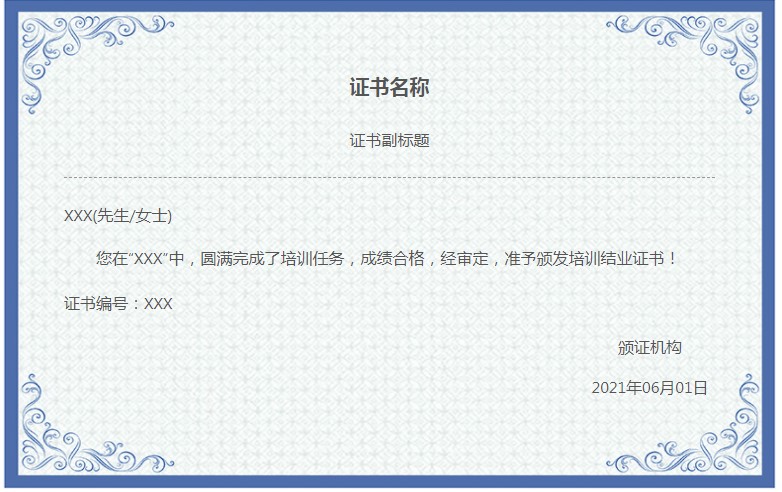 证书名称
证书副标题
XXX(先生/女士)
您在“XXX”中，圆满完成了培训任务，成绩合格，经审定，准予颁发培训结业证书！
证书编号：XXX
颁证机构
2021年06月01日